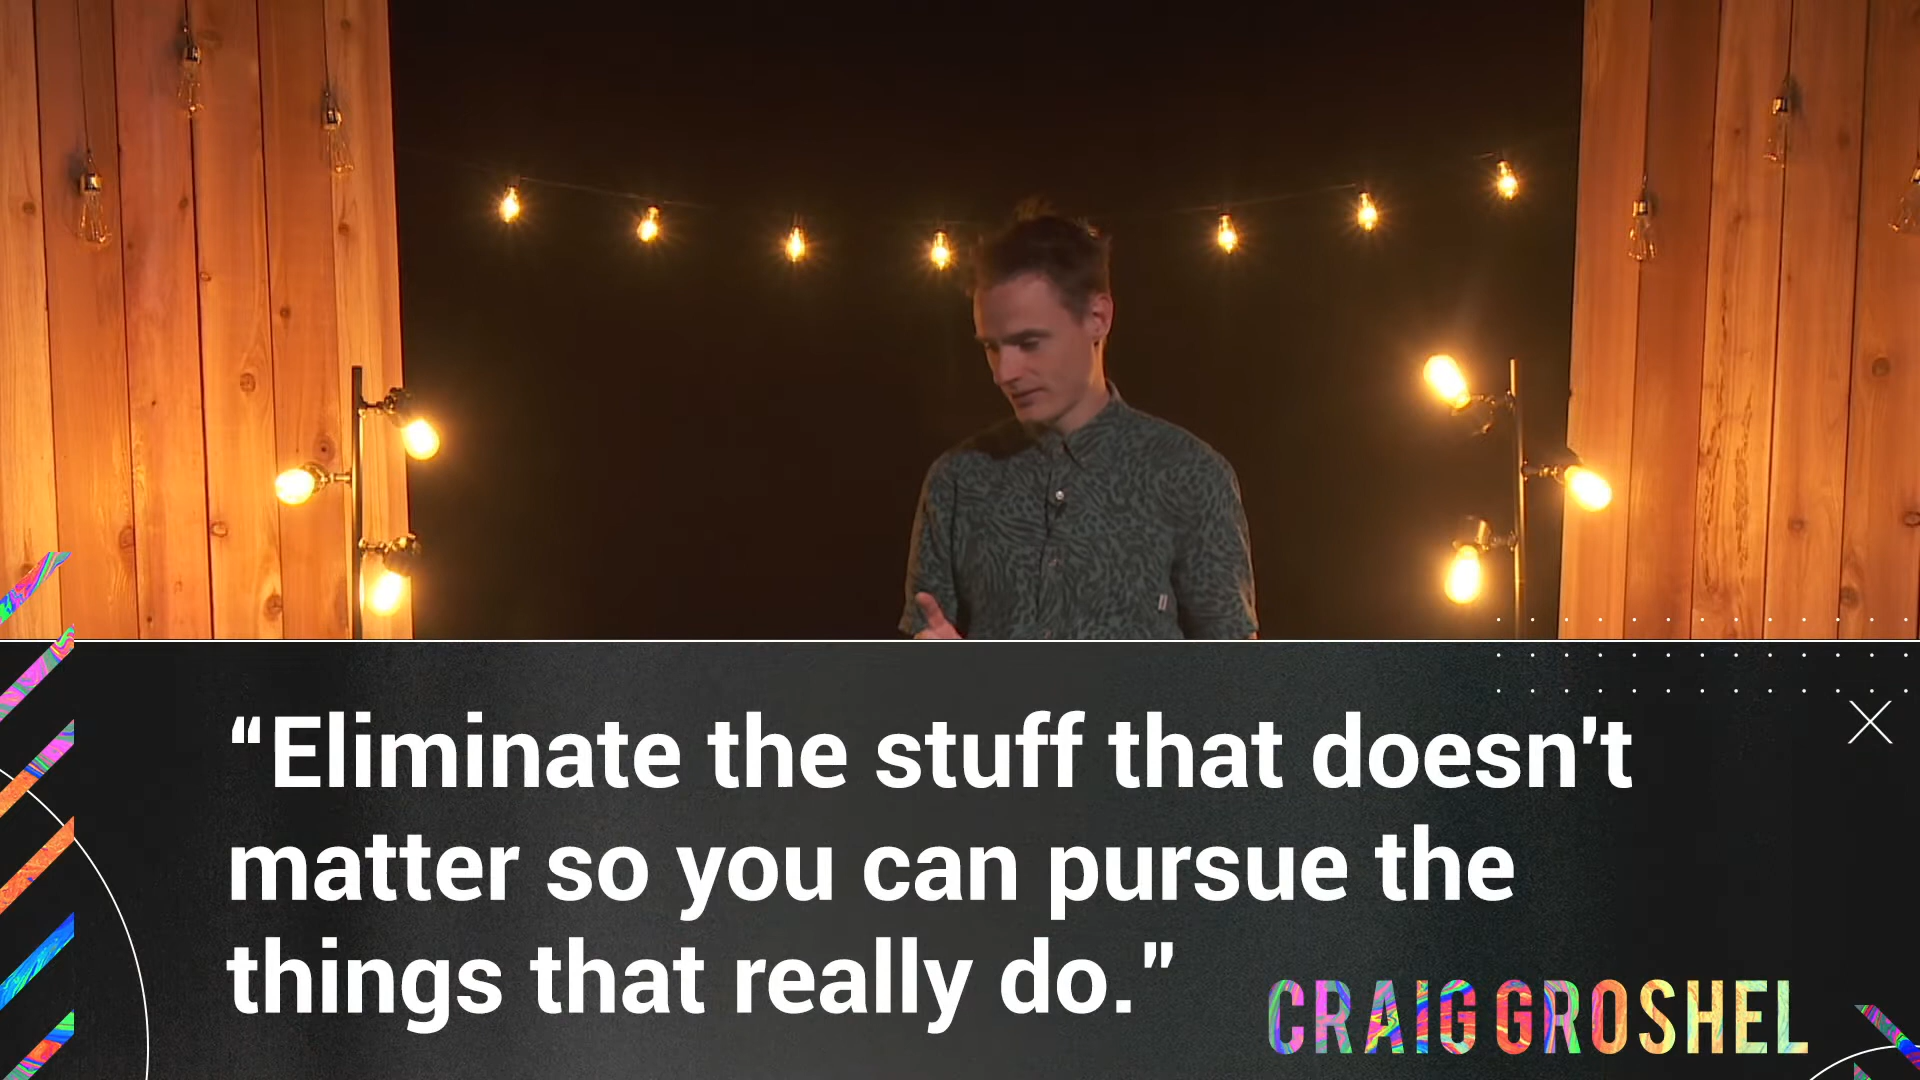 “Eliminate the stuff that doesn't
matter so you can pursue the
things that really do.”
CRAIG GROSHEL